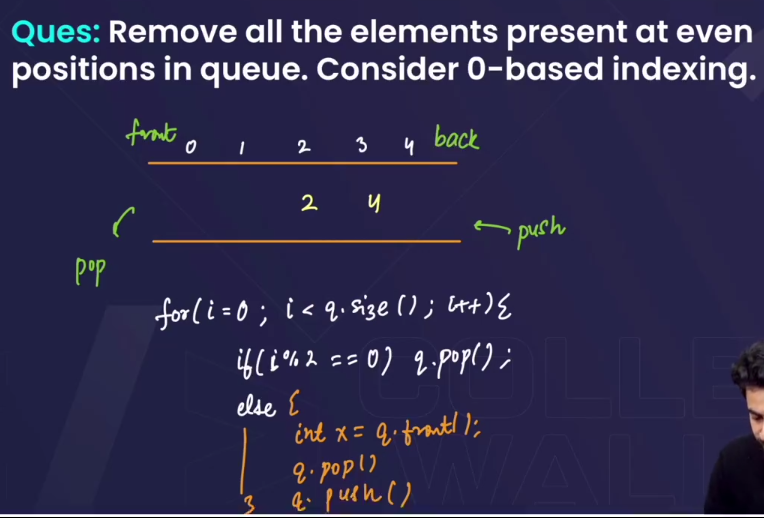 Ques: Remove all the elements present at even
positions in queue. Consider 0-based indexing.
front 0 1 2 3 4 back
2 4
pop
push
for(i=0; i<q.size(); i++){
if(i%2 == 0) q.pop();
else {
int x = q.front();
q.pop()
q.push()
}
COLLE
WALL